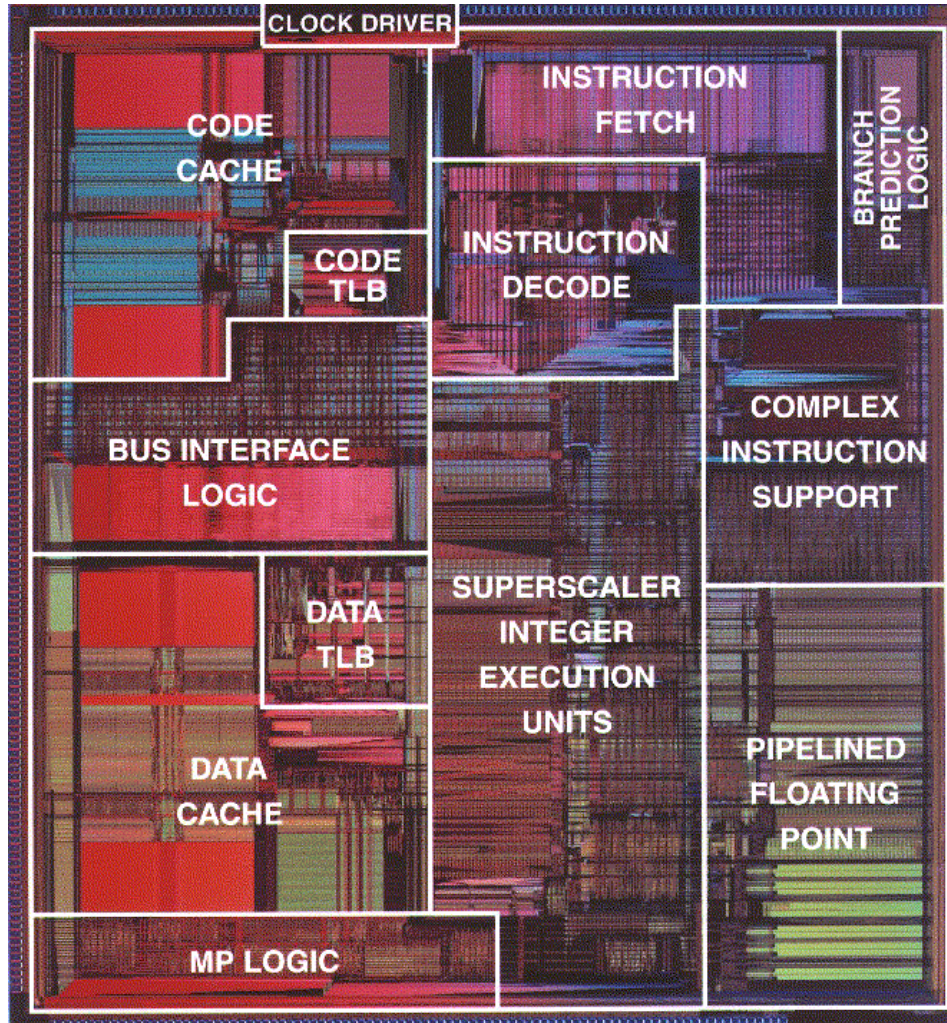 CLOCK DRIVER
CODE
CACHE
INSTRUCTION
FETCH
BRANCH
PREDICTION
LOGIC
CODE
TLB
INSTRUCTION
DECODE
BUS INTERFACE
LOGIC
COMPLEX
INSTRUCTION
SUPPORT
DATA
TLB
SUPERSCALER
INTEGER
EXECUTION
UNITS
DATA
CACHE
PIPELINED
FLOATING
POINT
MP LOGIC